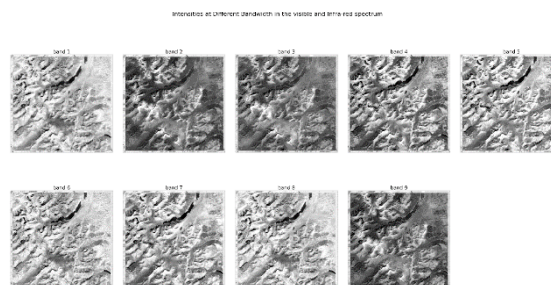 Intensities at Different Bandwidth in the visible and Infra-red spectrum
band 1
band 2
band 3
band 4
band 5
band 6
band 7
band 8
band 9